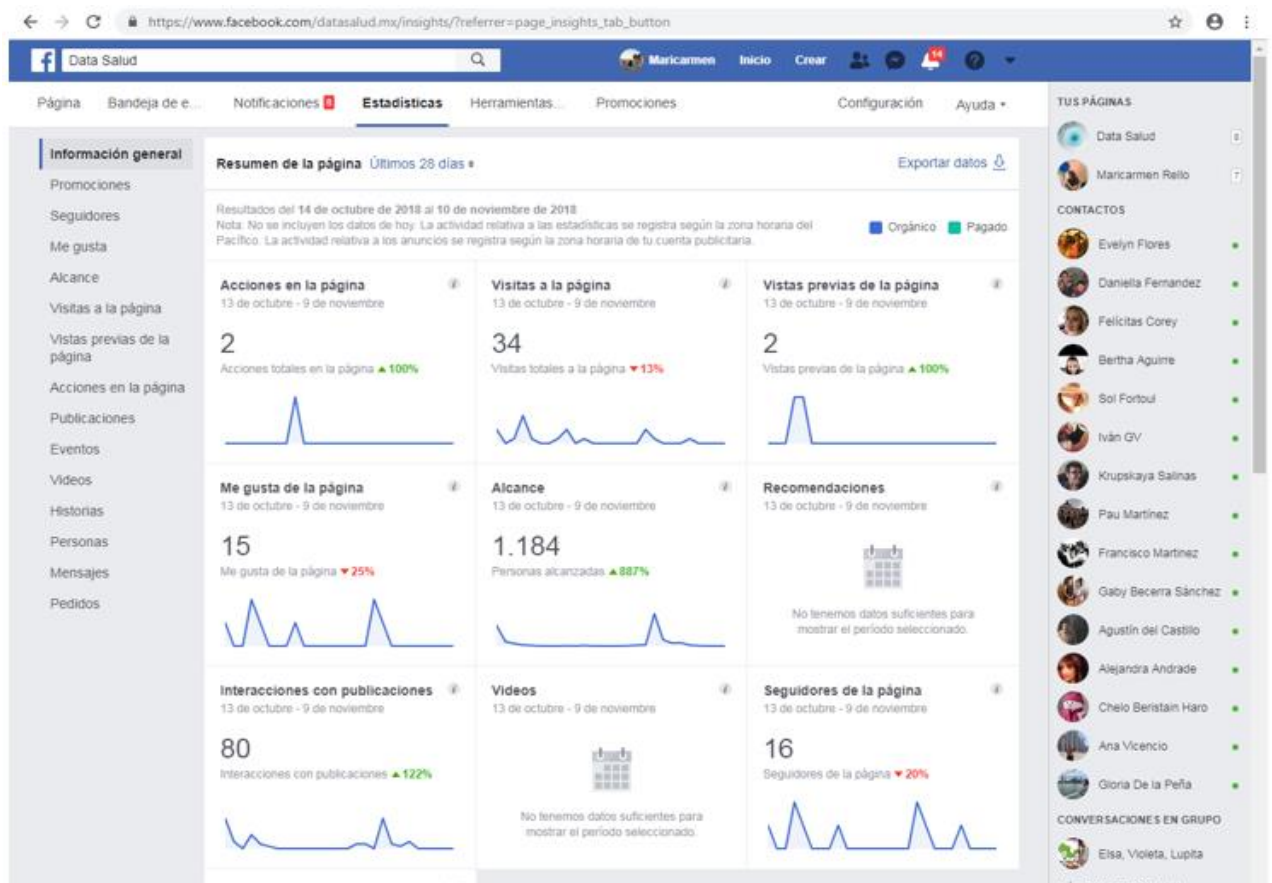 https://www.facebook.com/datasalud.mx/insights/?referrer=page_insights_tab_button
Data Salud
Maricarmen Inicio Crear 14
Página Bandeja de e... Notificaciones 8 Estadísticas Herramientas... Promociones Configuración Ayuda
Información general
Promociones
Seguidores
Me gusta
Alcance
Visitas a la página
Vistas previas de la
página
Acciones en la página
Publicaciones
Eventos
Videos
Historias
Personas
Mensajes
Pedidos
Resumen de la página Últimos 28 días
Exportar datos
Resultados del 14 de octubre de 2018 al 10 de noviembre de 2018
Nota: No se incluyen los datos de hoy. La actividad relativa a las estadísticas se registra según la zona horaria del
Pacífico. La actividad relativa a los anuncios se registra según la zona horaria de tu cuenta publicitaria.
Orgánico Pagado
Acciones en la página
13 de octubre - 9 de noviembre
2
Acciones totales en la página ▲100%
Visitas a la página
13 de octubre - 9 de noviembre
34
Visitas totales a la página ▼13%
Vistas previas de la página
13 de octubre - 9 de noviembre
2
Vistas previas de la página ▲100%
Me gusta de la página
13 de octubre - 9 de noviembre
15
Me gusta de la página ▼25%
Alcance
13 de octubre - 9 de noviembre
1.184
Personas alcanzadas ▲887%
Recomendaciones
13 de octubre - 9 de noviembre
No tenemos datos suficientes para
mostrar el período seleccionado.
Interacciones con publicaciones
13 de octubre - 9 de noviembre
80
Interacciones con publicaciones ▲122%
Videos
13 de octubre - 9 de noviembre
No tenemos datos suficientes para
mostrar el período seleccionado.
Seguidores de la página
13 de octubre - 9 de noviembre
16
Seguidores de la página ▼20%
TUS PÁGINAS
Data Salud 8
Maricarmen Rello 7
CONTACTOS
Evelyn Flores
Daniella Fernandez
Felícitas Corey
Bertha Aguirre
Sol Fortoul
Iván GV
Krupskaya Salinas
Pau Martínez
Francisco Martínez
Gaby Becerra Sánchez
Agustín del Castillo
Alejandra Andrade
Chelo Beristain Haro
Ana Vicencio
Gloria De la Peña
CONVERSACIONES EN GRUPO
Elsa, Violeta, Lupita